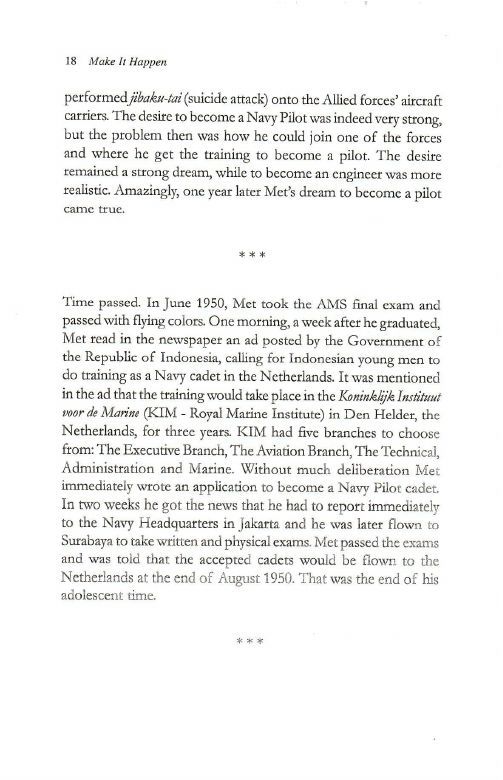 18 Make It Happen
performed jibaku-tai (suicide attack) onto the Allied forces' aircraft
carriers. The desire to become a Navy Pilot was indeed very strong,
but the problem then was how he could join one of the forces
and where he get the training to become a pilot. The desire
remained a strong dream, while to become an engineer was more
realistic. Amazingly, one year later Met's dream to become a pilot
came true.
***
Time passed. In June 1950, Met took the AMS final exam and
passed with flying colors. One morning, a week after he graduated,
Met read in the newspaper an ad posted by the Government of
the Republic of Indonesia, calling for Indonesian young men to
do training as a Navy cadet in the Netherlands. It was mentioned
in the ad that the training would take place in the Koninklijk Instituut
voor de Marine (KIM - Royal Marine Institute) in Den Helder, the
Netherlands, for three years. KIM had five branches to choose
from: The Executive Branch, The Aviation Branch, The Technical,
Administration and Marine. Without much deliberation Met
immediately wrote an application to become a Navy Pilot cadet.
In two weeks he got the news that he had to report immediately
to the Navy Headquarters in Jakarta and he was later flown to
Surabaya to take written and physical exams. Met passed the exams
and was told that the accepted cadets would be flown to the
Netherlands at the end of August 1950. That was the end of his
adolescent time.
***